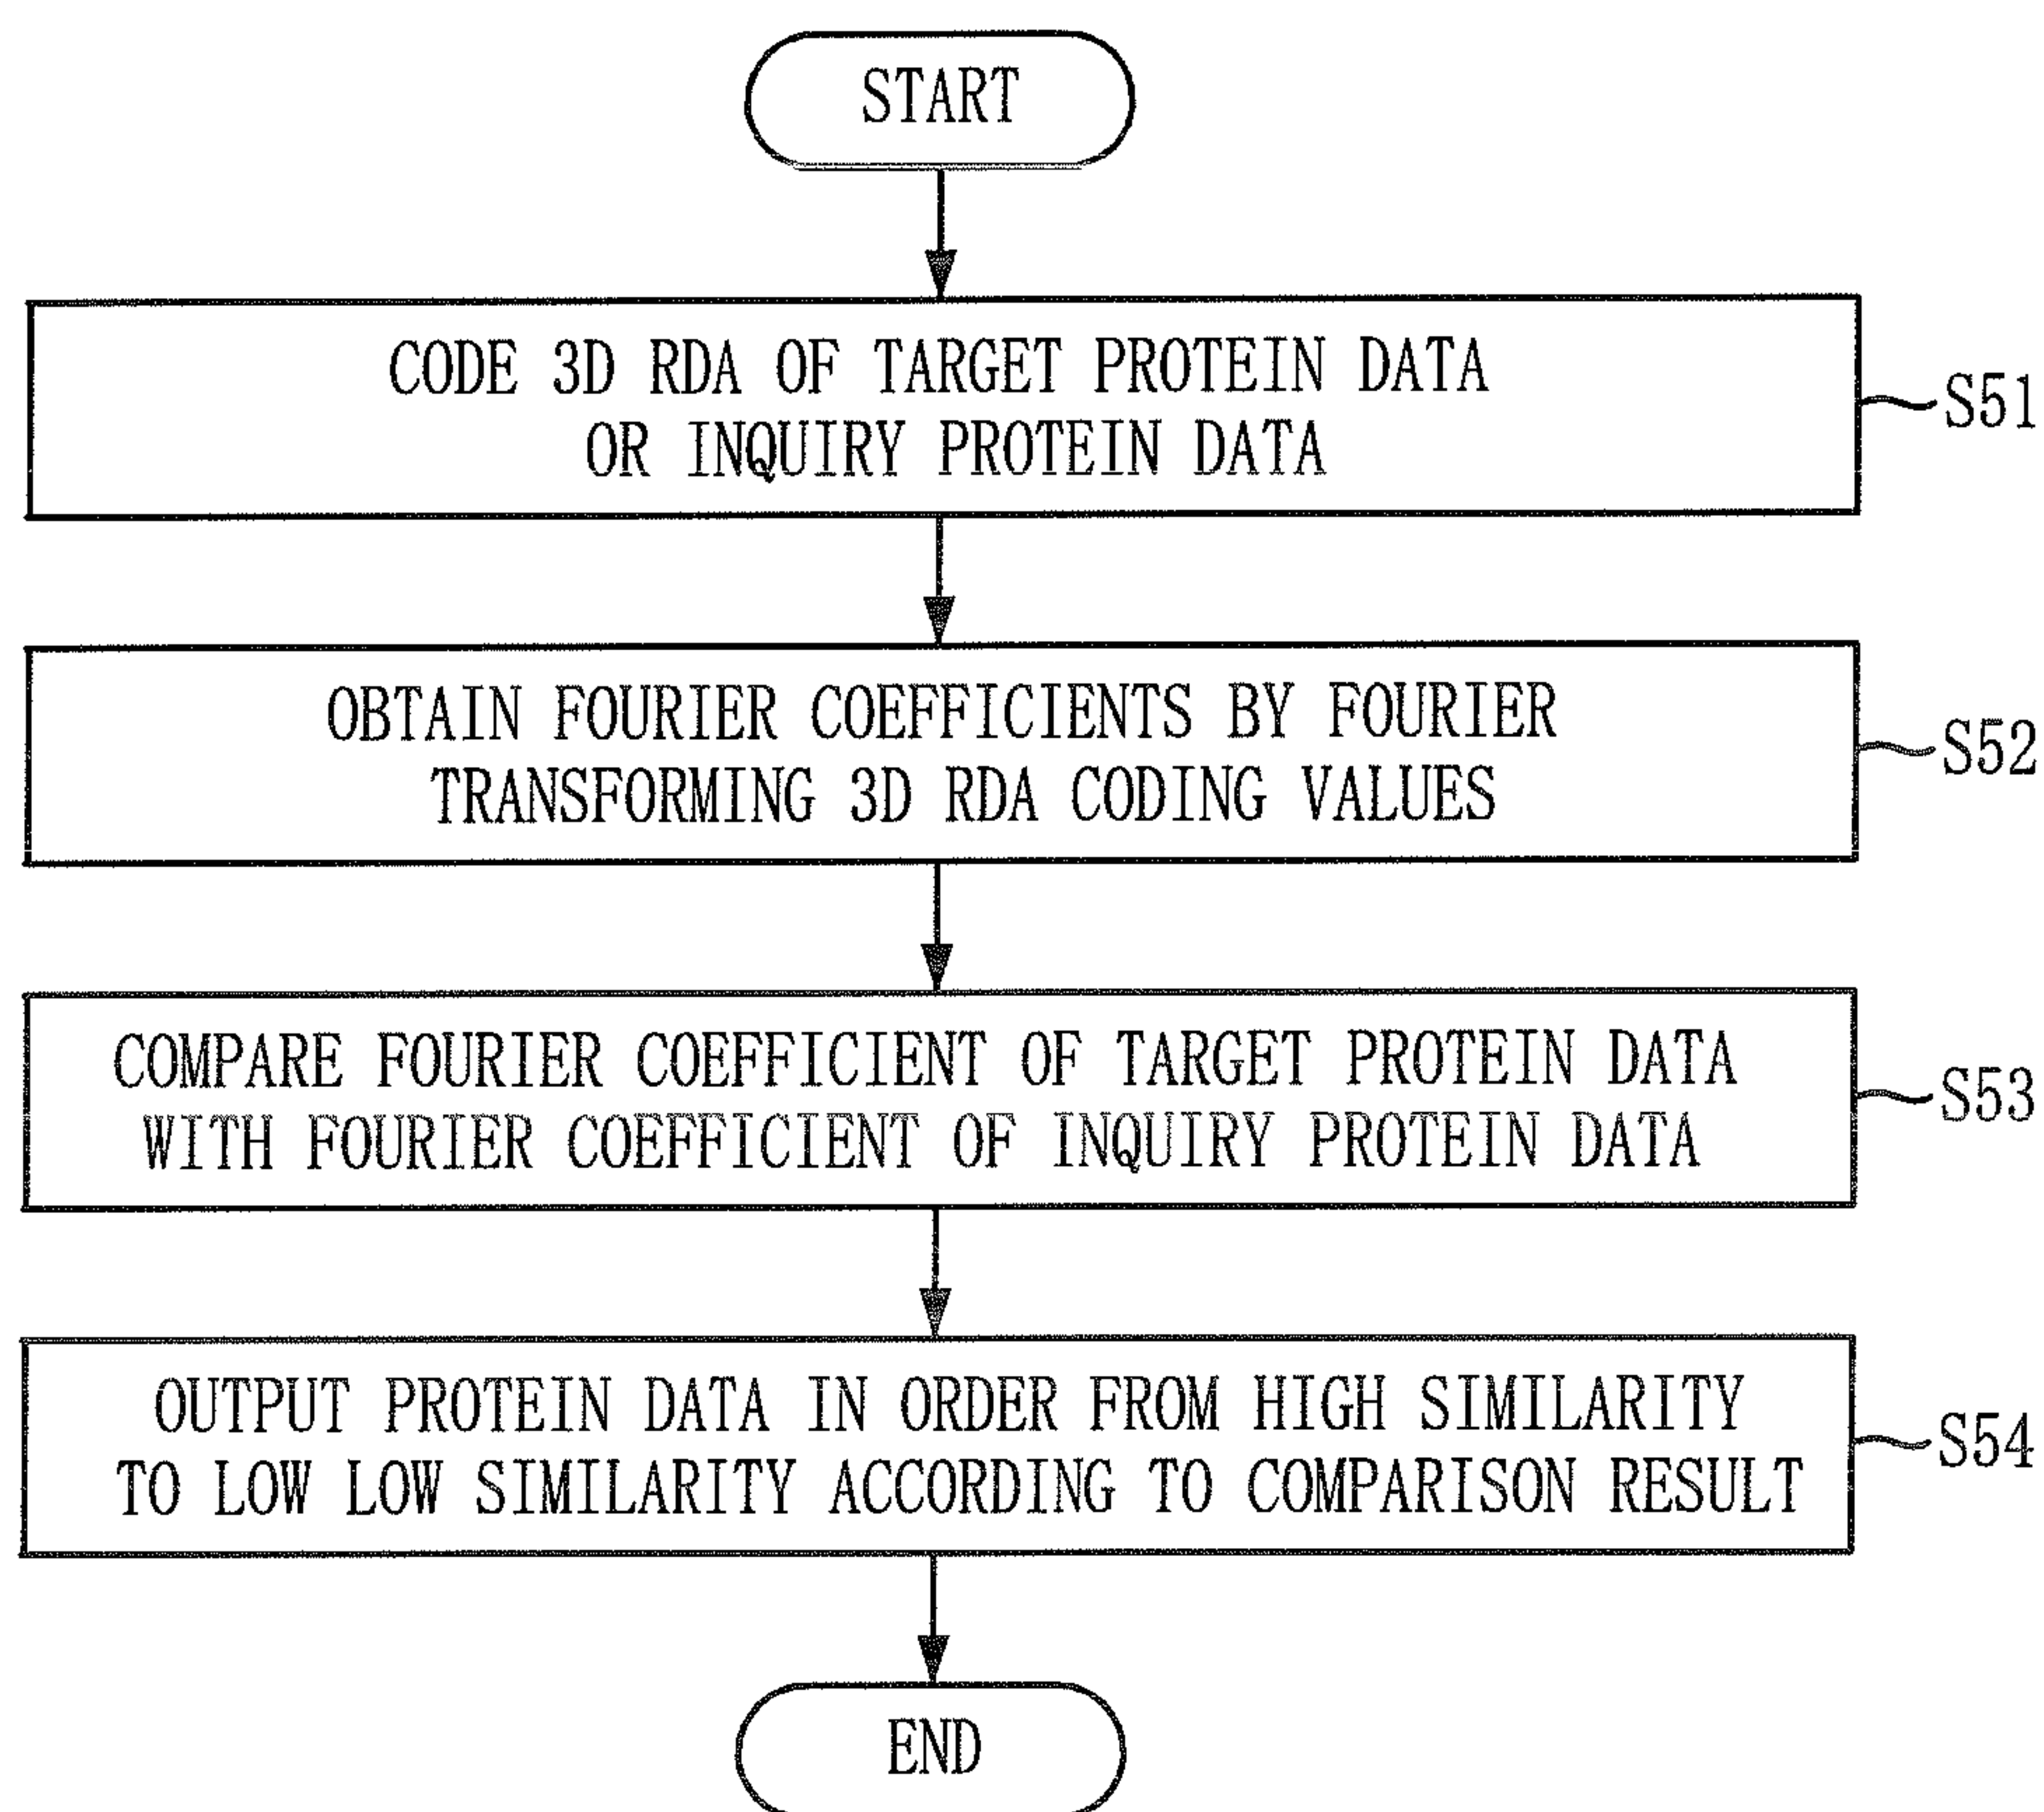 START
CODE 3D RDA OF TARGET PROTEIN DATA
OR INQUIRY PROTEIN DATA
S51
OBTAIN FOURIER COEFFICIENTS BY FOURIER
TRANSFORMING 3D RDA CODING VALUES
S52
COMPARE FOURIER COEFFICIENT OF TARGET PROTEIN DATA
WITH FOURIER COEFFICIENT OF INQUIRY PROTEIN DATA
S53
OUTPUT PROTEIN DATA IN ORDER FROM HIGH SIMILARITY
TO LOW LOW SIMILARITY ACCORDING TO COMPARISON RESULT
S54
END